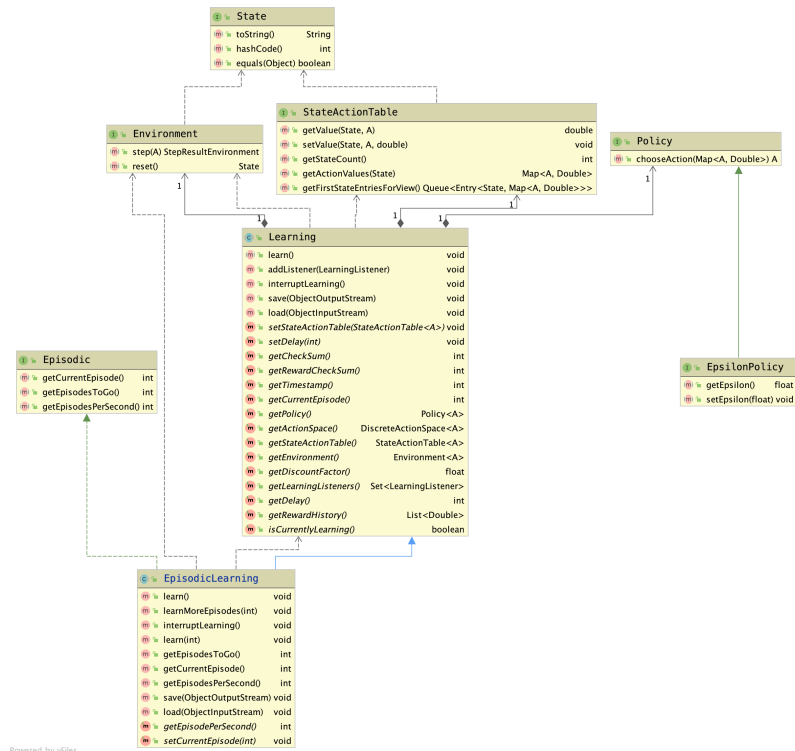 State
toString() String
hashCode() int
equals(Object) boolean
Environment
step(A) StepResultEnvironment
reset() State
StateActionTable
getValue(State, A) double
setValue(State, A, double) void
getStateCount() int
getActionValues(State) Map<A, Double>
getFirstStateEntriesForView() Queue<Entry<State, Map<A, Double>>>
Policy
chooseAction(Map<A, Double>) A
1
1
1
1
1
1
Learning
learn() void
addListener(LearningListener) void
interruptLearning() void
save(ObjectOutputStream) void
load(ObjectInputStream) void
setStateActionTable(StateActionTable<A>) void
setDelay(int) void
getCheckSum() int
getRewardCheckSum() int
getTimestamp() int
getCurrentEpisode() int
getPolicy() Policy<A>
getActionSpace() DiscreteActionSpace<A>
getStateActionTable() StateActionTable<A>
getEnvironment() Environment<A>
getDiscountFactor() float
getLearningListeners() Set<LearningListener>
getDelay() int
getRewardHistory() List<Double>
isCurrentlyLearning() boolean
Episodic
getCurrentEpisode() int
getEpisodesToGo() int
getEpisodesPerSecond() int
EpsilonPolicy
getEpsilon() float
setEpsilon(float) void
EpisodicLearning
learn() void
learnMoreEpisodes(int) void
interruptLearning() void
learn(int) void
getEpisodesToGo() int
getCurrentEpisode() int
getEpisodesPerSecond() int
save(ObjectOutputStream) void
load(ObjectInputStream) void
getEpisodePerSecond() int
setCurrentEpisode(int) void
Powered by yFiles